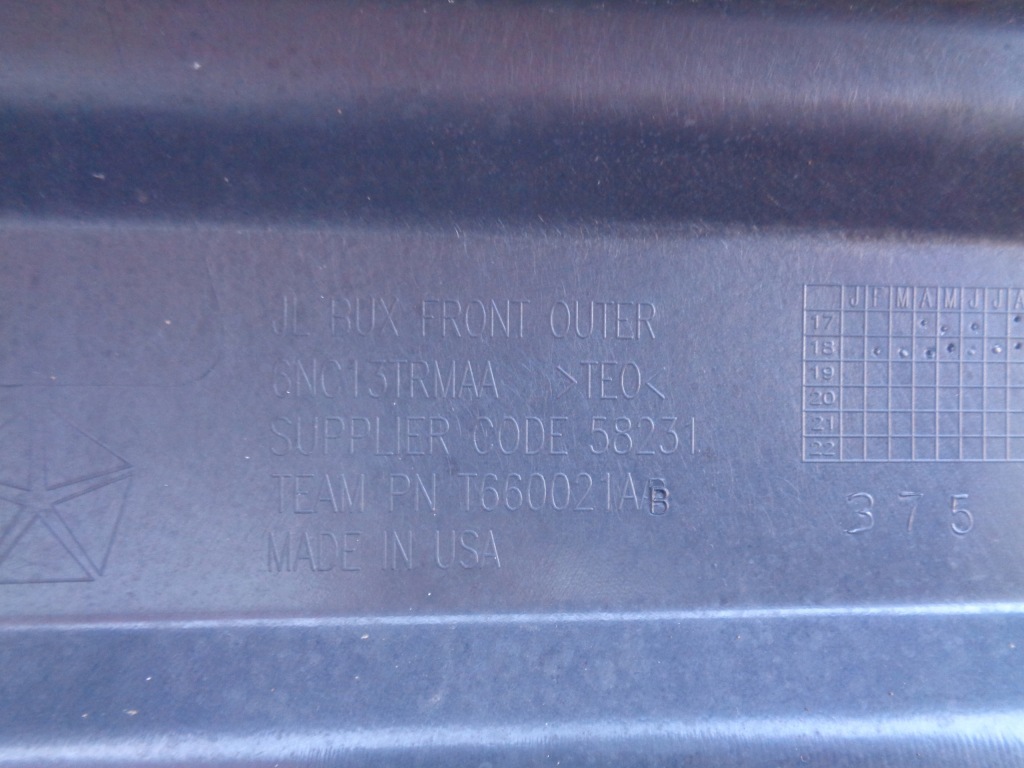 JL RUX FRONT OUTER
6NC13TRMAA >TEO<
SUPPLIER CODE 58231
TEAM PN T660021AB
MADE IN USA
J F M A M J J A
17
18
19
20
21
22
375